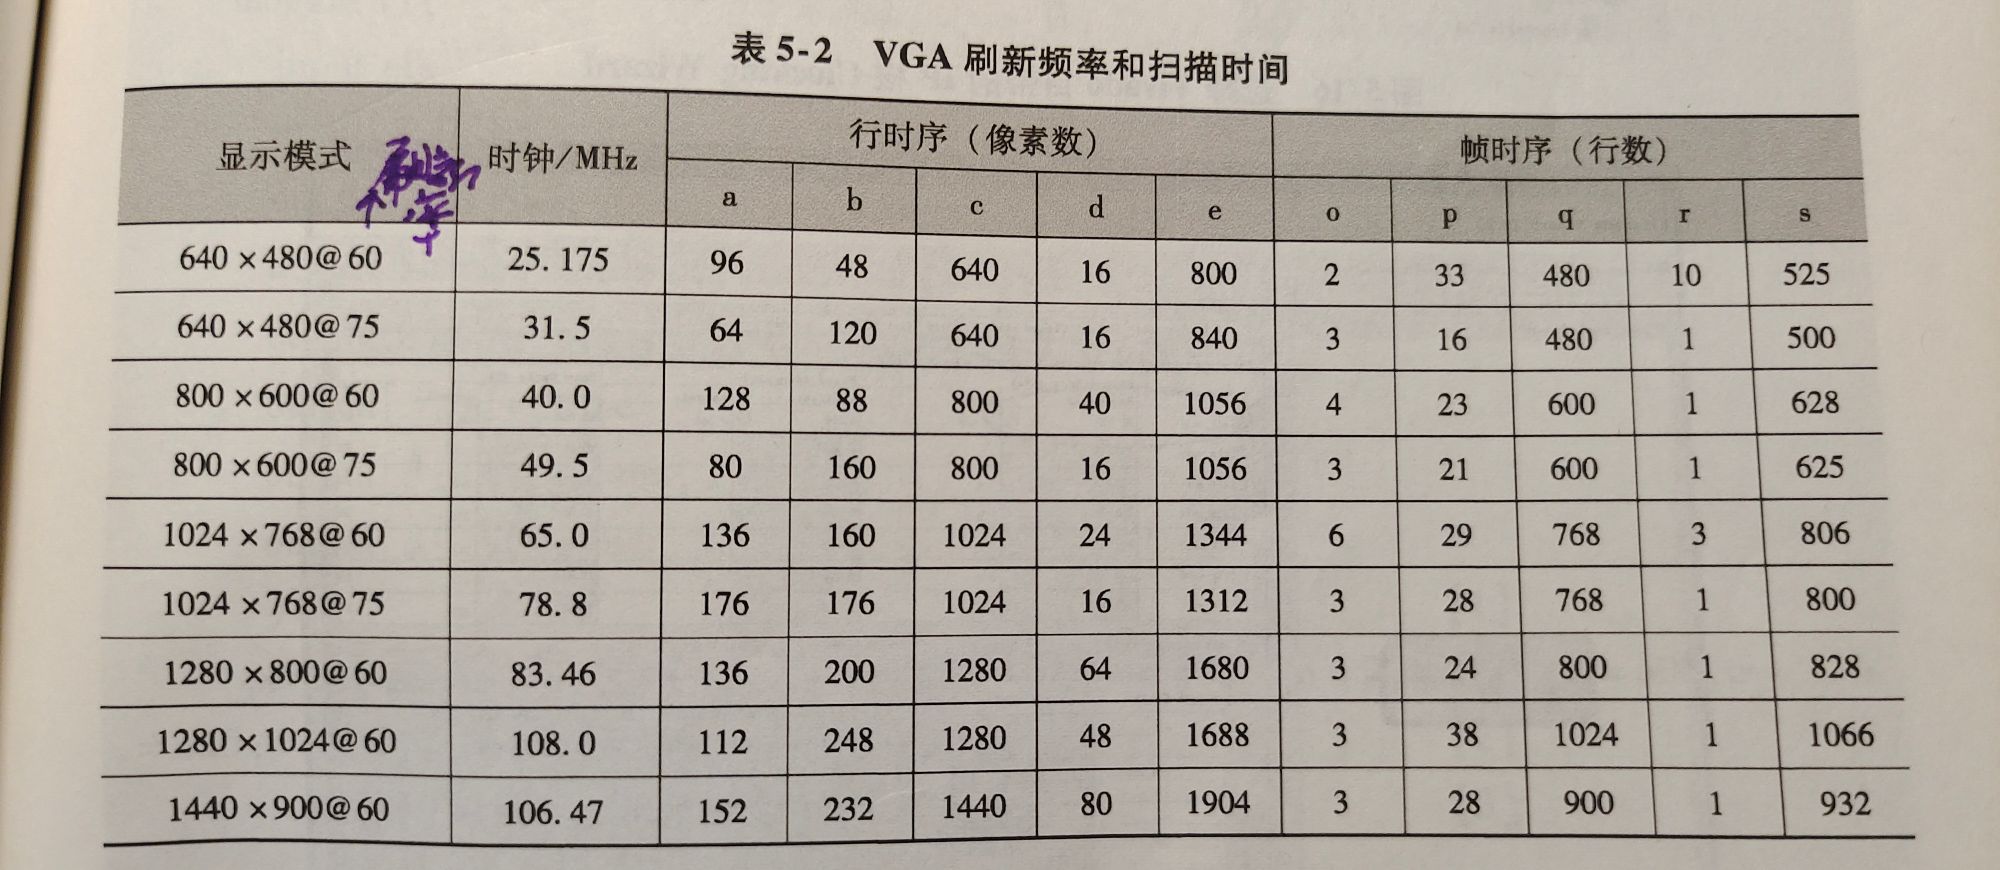 表 5-2 VGA 刷新频率和扫描时间
显示模式 时钟/MHz 行时序（像素数） 帧时序（行数）
a b c d e o p q r s
640×480@60 25.175 96 48 640 16 800 2 33 480 10 525
640×480@75 31.5 64 120 640 16 840 3 16 480 1 500
800×600@60 40.0 128 88 800 40 1056 4 23 600 1 628
800×600@75 49.5 80 160 800 16 1056 3 21 600 1 625
1024×768@60 65.0 136 160 1024 24 1344 6 29 768 3 806
1024×768@75 78.8 176 176 1024 16 1312 3 28 768 1 800
1280×800@60 83.46 136 200 1280 64 1680 3 24 800 1 828
1280×1024@60 108.0 112 248 1280 48 1688 3 38 1024 1 1066
1440×900@60 106.47 152 232 1440 80 1904 3 28 900 1 932